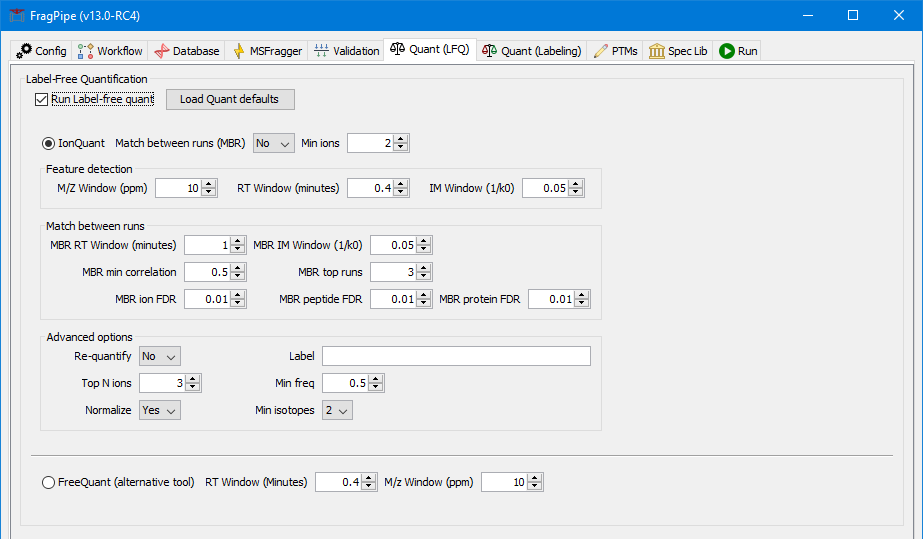 FragPipe (v13.0-RC4)
Config Workflow Database MSFragger Validation Quant (LFQ) Quant (Labeling) PTMs Spec Lib Run
Label-Free Quantification
Run Label-free quant Load Quant defaults
IonQuant Match between runs (MBR) No Min ions 2
Feature detection
M/Z Window (ppm) 10 RT Window (minutes) 0.4 IM Window (1/k0) 0.05
Match between runs
MBR RT Window (minutes) 1 MBR IM Window (1/k0) 0.05
MBR min correlation 0.5 MBR top runs 3
MBR ion FDR 0.01 MBR peptide FDR 0.01 MBR protein FDR 0.01
Advanced options
Re-quantify No Label
Top N ions 3 Min freq 0.5
Normalize Yes Min isotopes 2
FreeQuant (alternative tool) RT Window (Minutes) 0.4 M/z Window (ppm) 10